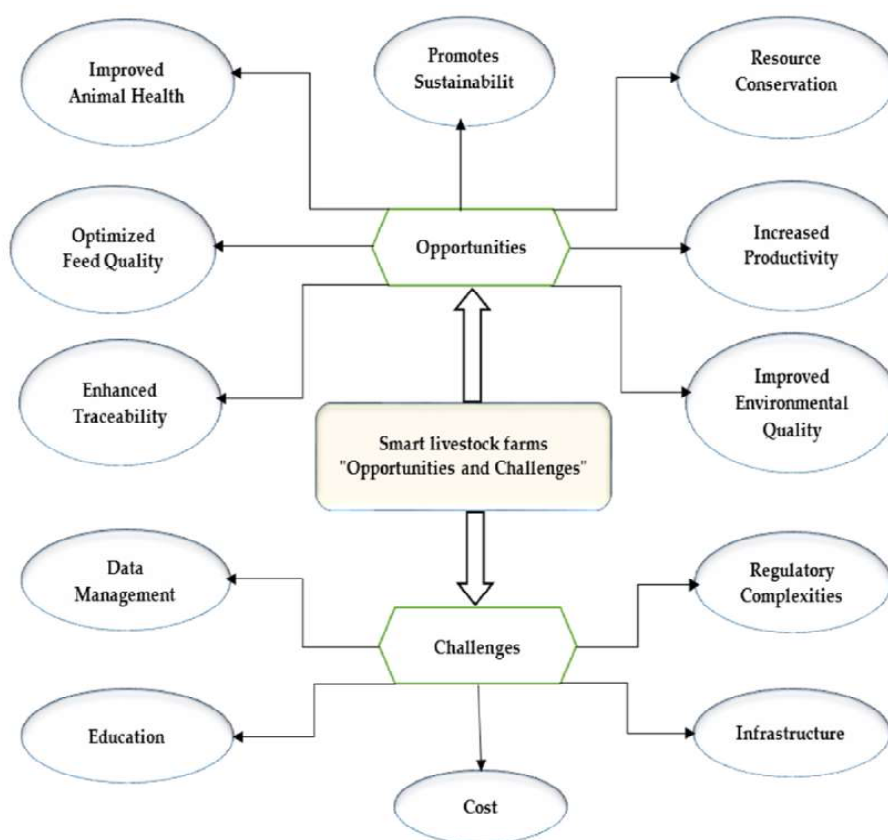 Improved
Animal Health
Promotes
Sustainabilit
Resource
Conservation
Optimized
Feed Quality
Opportunities
Increased
Productivity
Enhanced
Traceability
Improved
Environmental
Quality
Smart livestock farms
"Opportunities and Challenges"
Data
Management
Regulatory
Complexities
Challenges
Education
Infrastructure
Cost